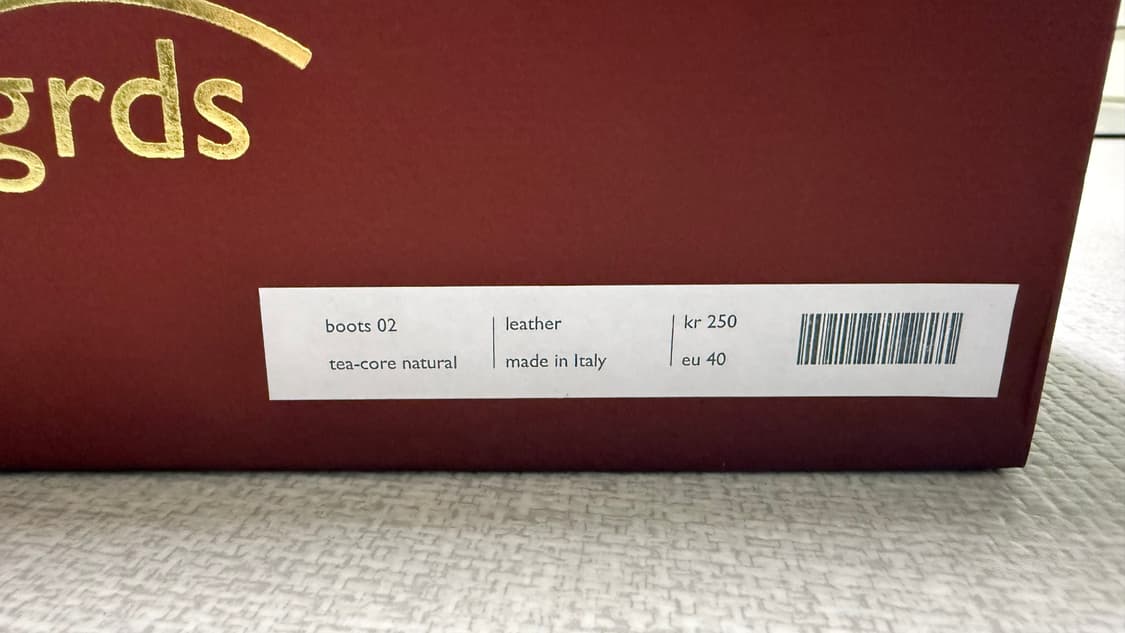 grds
boots 02
tea-core natural
leather
made in Italy
kr 250
eu 40